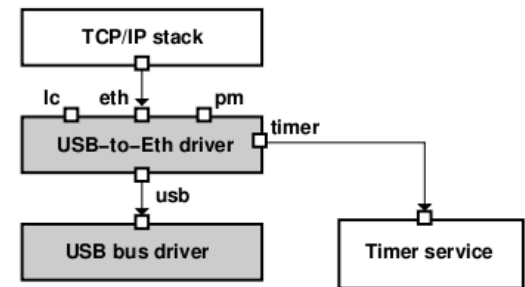 TCP/IP stack
lc eth pm
USB-to-Eth driver
timer
usb
USB bus driver
Timer service